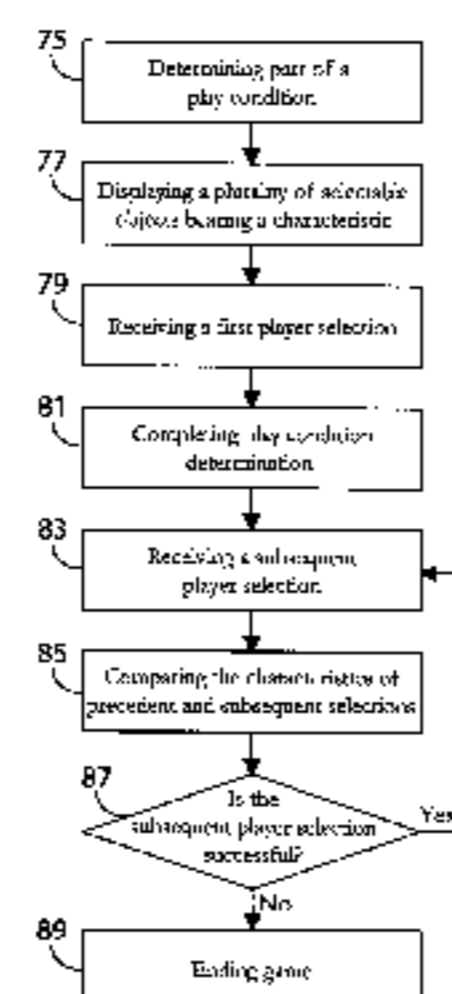 75
Determining part of a
play condition
77
Displaying a plurality of selectable
objects bearing a characteristic
79
Receiving a first player selection
81
Completing play condition
determination
83
Receiving a subsequent
player selection
85
Comparing the characteristics of
precedent and subsequent selections
87
Is the
subsequent player selection
successful?
Yes
No
89
Ending game